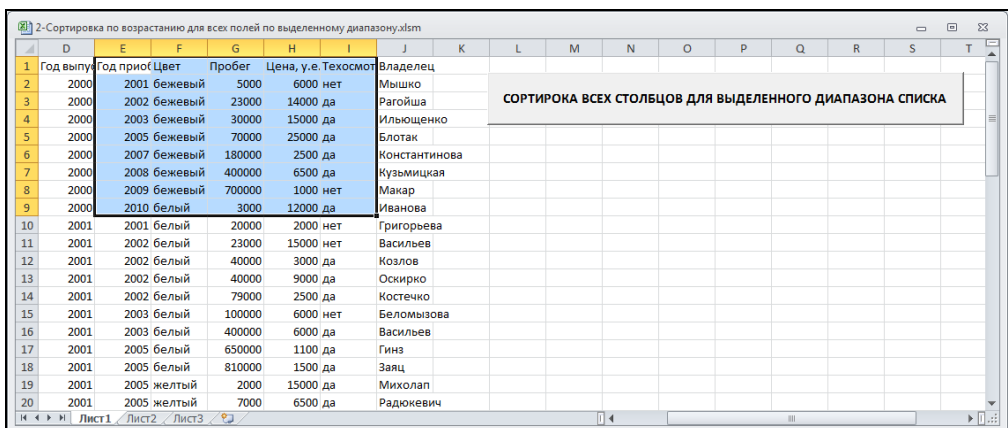 2-Сортировка по возрастанию для всех полей по выделенному диапазону.xlsm
D E F G H I J K L M N O P Q R S T
1 Год выпу Год приоб Цвет Пробег Цена, у.е. Техосмот Владелец
2 2000 2001 бежевый 5000 6000 нет Мышко
СОРТИРОКА ВСЕХ СТОЛБЦОВ ДЛЯ ВЫДЕЛЕННОГО ДИАПАЗОНА СПИСКА
3 2000 2002 бежевый 23000 14000 да Рагойша
4 2000 2003 бежевый 30000 15000 да Ильющенко
5 2000 2005 бежевый 70000 25000 да Блотак
6 2000 2007 бежевый 180000 2500 да Константинова
7 2000 2008 бежевый 400000 6500 да Кузьмицкая
8 2000 2009 бежевый 700000 1000 нет Макар
9 2000 2010 белый 3000 12000 да Иванова
10 2001 2001 белый 20000 2000 нет Григорьева
11 2001 2002 белый 23000 15000 нет Васильев
12 2001 2002 белый 40000 3000 да Козлов
13 2001 2002 белый 40000 9000 да Оскирко
14 2001 2002 белый 79000 2500 да Костечко
15 2001 2003 белый 100000 6000 нет Беломызова
16 2001 2003 белый 400000 6000 да Васильев
17 2001 2005 белый 650000 1100 да Гинз
18 2001 2005 белый 810000 1500 да Заяц
19 2001 2005 желтый 2000 15000 да Михолап
20 2001 2005 желтый 7000 6500 да Радюкевич
Лист1 Лист2 Лист3